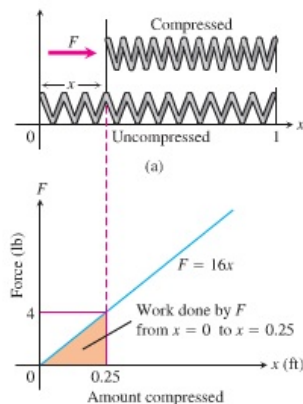 Compressed
F
x
0
Uncompressed
1
x
(a)
F
Force (lb)
F = 16x
4
Work done by F
from x = 0 to x = 0.25
0
0.25
x (ft)
Amount compressed